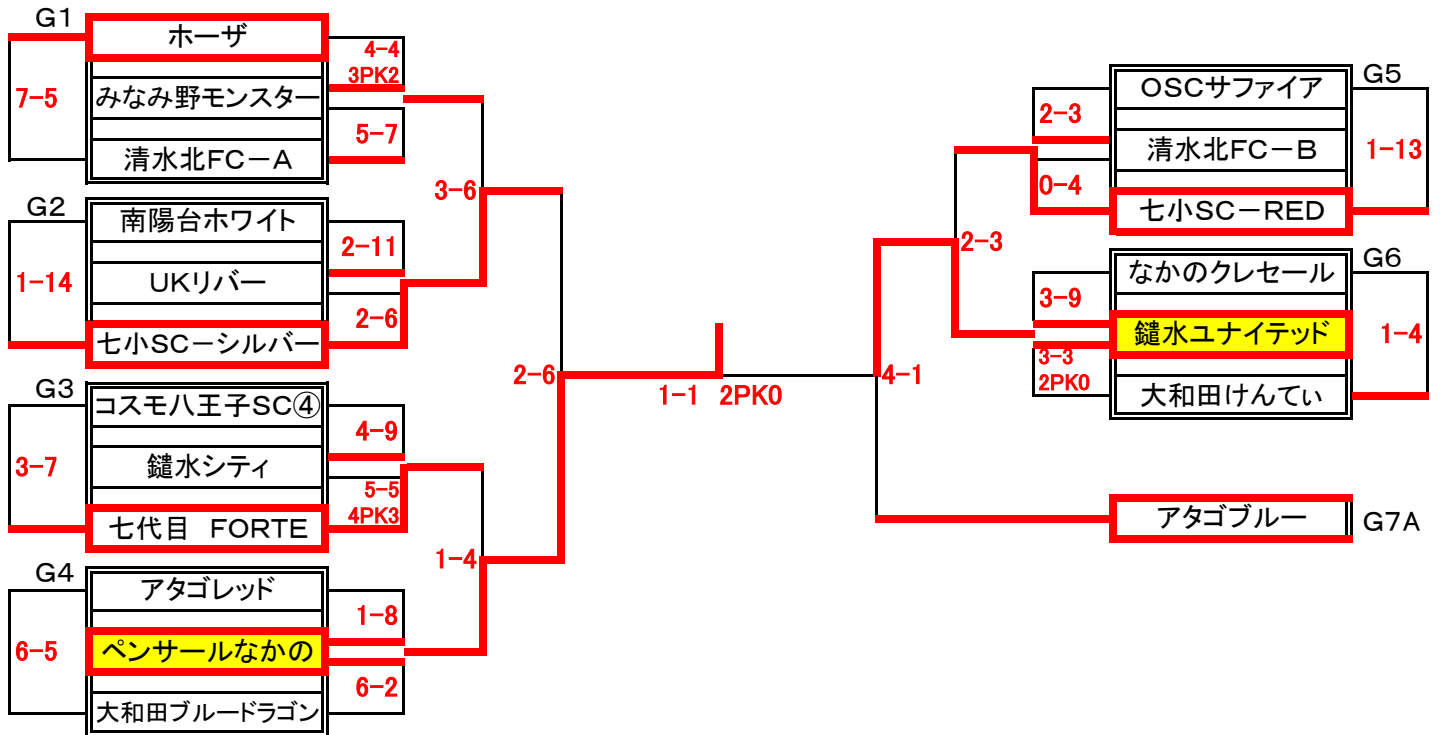 G1
ホーザ
4-4
3PK2
7-5
みなみ野モンスター
5-7
清水北FC-A
3-6
G2
南陽台ホワイト
2-11
1-14
UKリバー
2-6
七小SC-シルバー
G3
コスモ八王子SC④
4-9
3-7
鑓水シティ
5-5
4PK3
七代目 FORTE
1-4
G4
アタゴレッド
1-8
6-5
ペンサールなかの
6-2
大和田ブルードラゴン
2-6
1-1 2PK0
4-1
2-3
OSCサファイア
G5
2-3
清水北FC-B
1-13
0-4
七小SC-RED
なかのクレセール
G6
3-9
鑓水ユナイテッド
1-4
3-3
2PK0
大和田けんてぃ
アタゴブルー
G7A